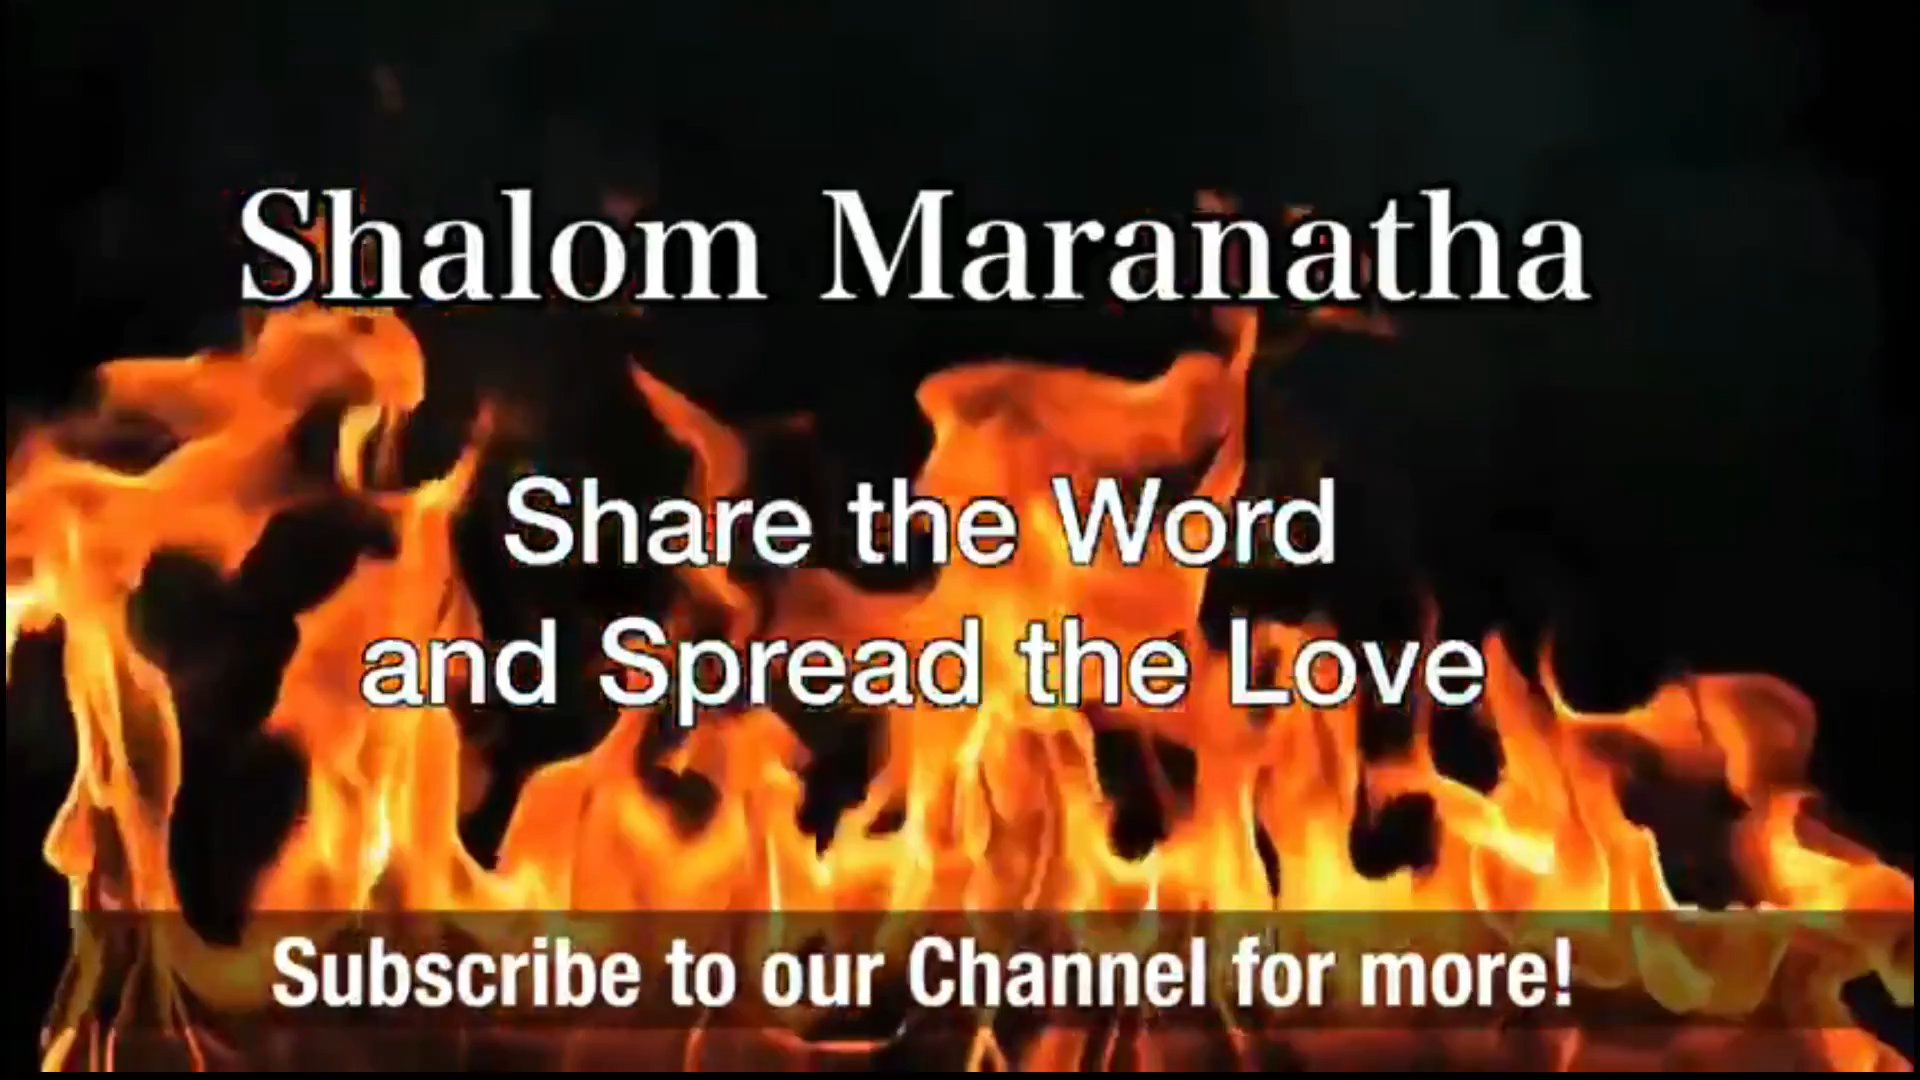 Shalom Maranatha
Share the Word
and Spread the Love
Subscribe to our Channel for more!